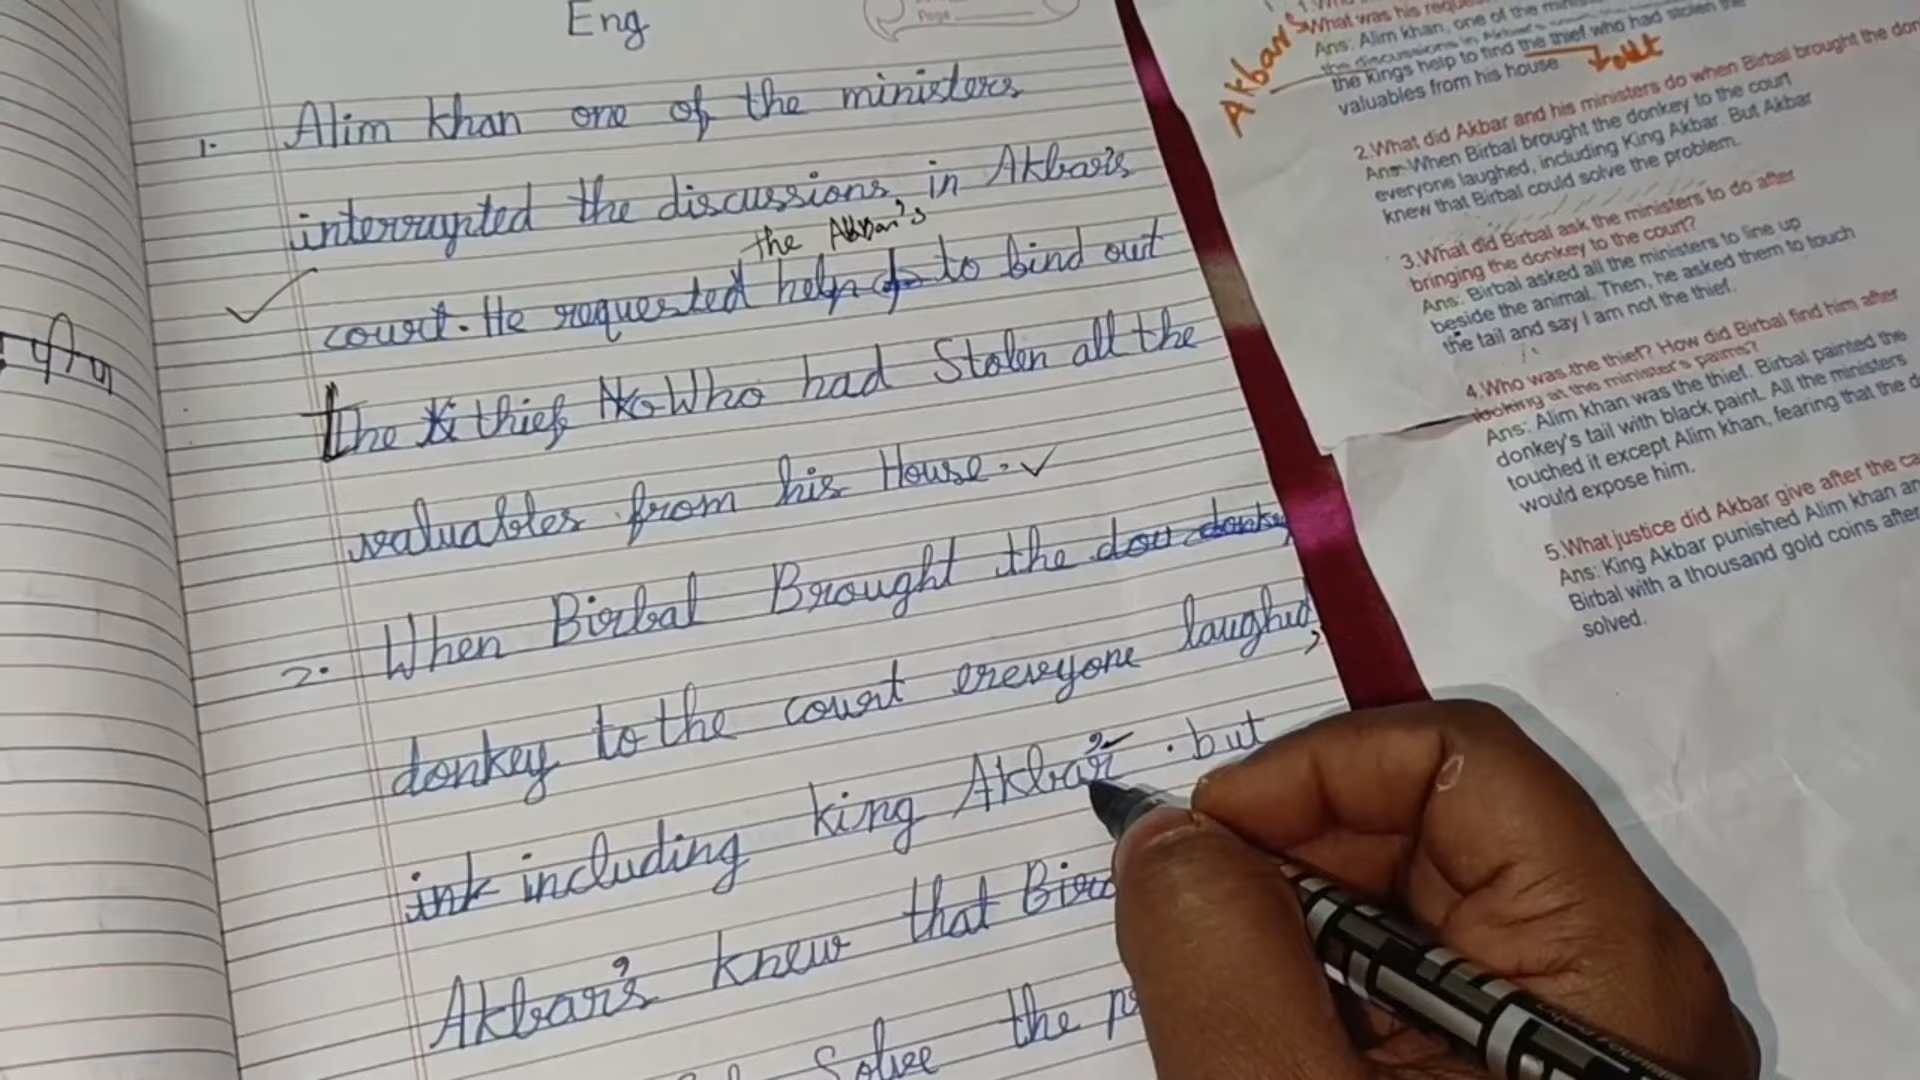 Eng
Page
1. Alim khan one of the ministers
interrupted the discussions in Akbar's
the Akbar's
court. He requested help to bind out
the thief Who had Stolen all the
valuables from his House.
2. When Birbal Brought the dou donkey
donkey to the court erevyone laughed,
ink including king Akbar . but
Akbar's knew that
Solve the
Akbar's
What was his
Ans: Alim khan, one of the
the discussions in Akbar's
the kings help to find the thief who had stolen the
out
valuables from his house
2.What did Akbar and his ministers do when Birbal brought the
Ans:When Birbal brought the donkey to the court
everyone laughed, including King Akbar. But Akbar
knew that Birbal could solve the problem.
3.What did Birbal ask the ministers to do after
bringing the donkey to the court?
Ans: Birbal asked all the ministers to line up
beside the animal. Then, he asked them to touch
the tail and say I am not the thief.
4.Who was the thief? How did Birbal find him after
looking at the minister's palms?
Ans: Alim khan was the thief. Birbal painted the
donkey's tail with black paint. All the ministers
touched it except Alim khan, fearing that the
would expose him.
5.What justice did Akbar give after the
Ans: King Akbar punished Alim khan
Birbal with a thousand gold coins after
solved.